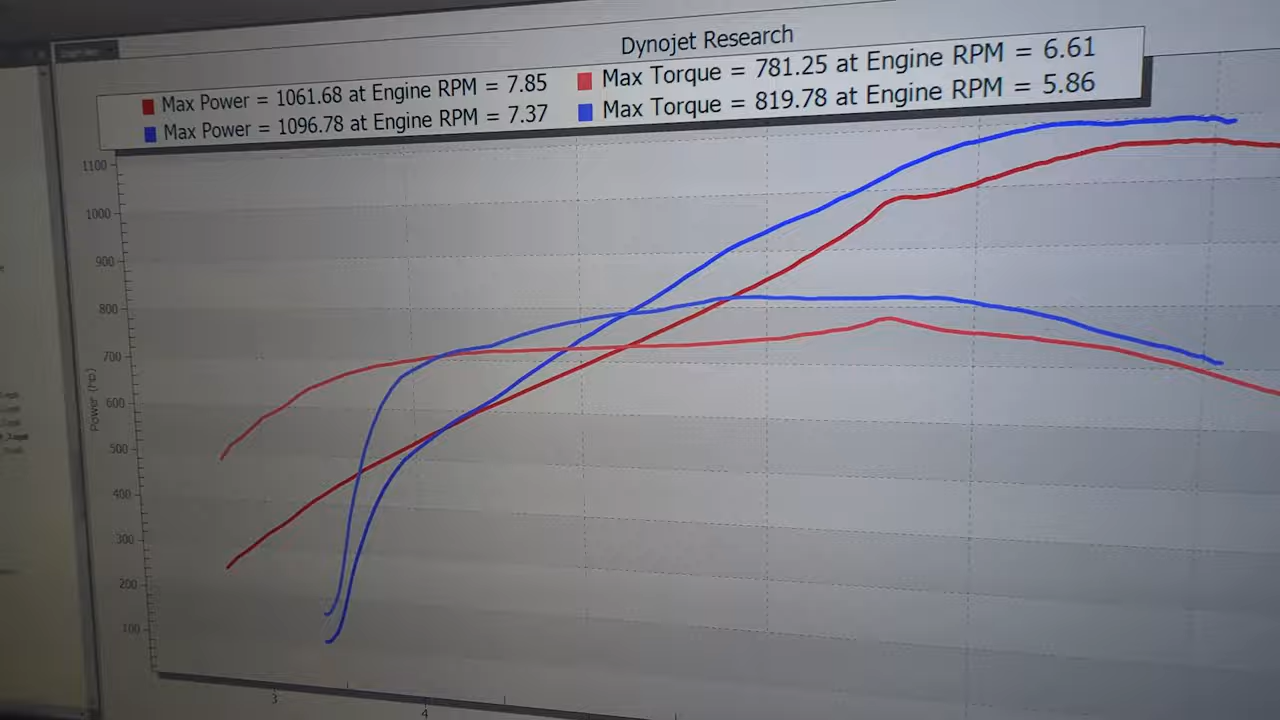 Dynojet Research
Max Power = 1061.68 at Engine RPM = 7.85
Max Torque = 781.25 at Engine RPM = 6.61
Max Power = 1096.78 at Engine RPM = 7.37
Max Torque = 819.78 at Engine RPM = 5.86
1100
1000
900
800
700
600
500
400
300
200
100
Power (hp)
3
4